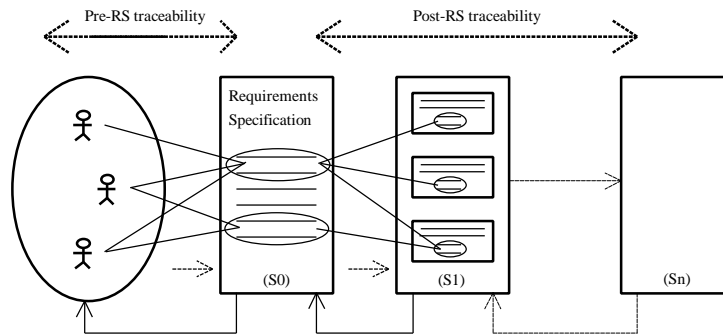 Pre-RS traceability
Post-RS traceability
Requirements
Specification
(S0)
(S1)
(Sn)